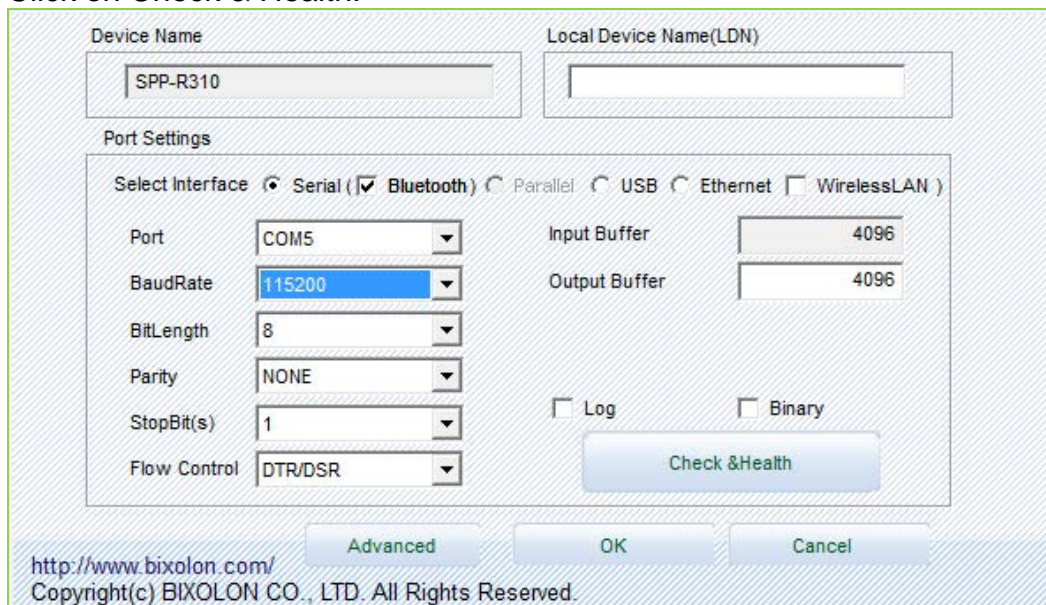 Click on Check & Health.
Device Name Local Device Name(LDN)
SPP-R310
Port Settings
Select Interface Serial ( Bluetooth ) Parallel USB Ethernet WirelessLAN )
Port COM5 Input Buffer 4096
BaudRate 115200 Output Buffer 4096
BitLength 8
Parity NONE
StopBit(s) 1 Log Binary
Flow Control DTR/DSR Check &Health
Advanced OK Cancel
http://www.bixolon.com/
Copyright(c) BIXOLON CO., LTD. All Rights Reserved.